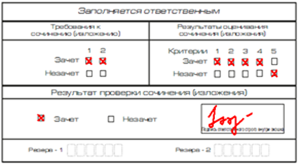 Заполняется ответственным
Требования к сочинению (изложению)
Результаты оценивания сочинения (изложения)
1 2
Критерии 1 2 3 4 5
Зачет
Незачет
Зачет
Незачет
Результат проверки сочинения (изложения)
Зачет Незачет
Резерв - 1
Резерв - 2